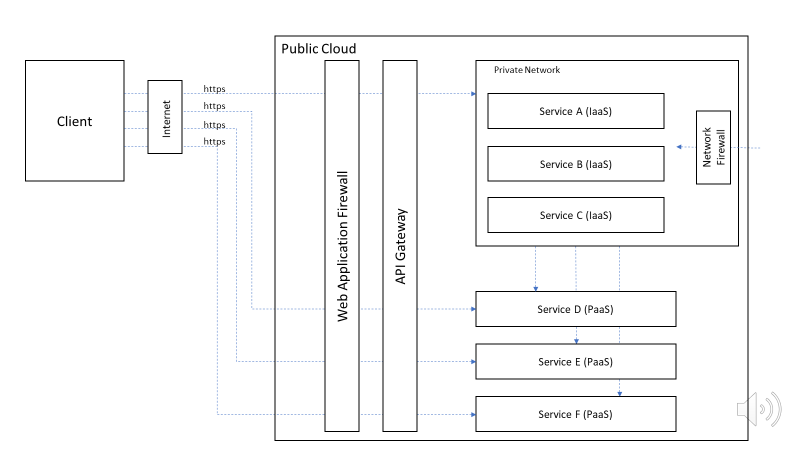 Public Cloud
Private Network
Client
Internet
https
https
https
https
Web Application Firewall
API Gateway
Service A (IaaS)
Service B (IaaS)
Service C (IaaS)
Network
Firewall
Service D (PaaS)
Service E (PaaS)
Service F (PaaS)